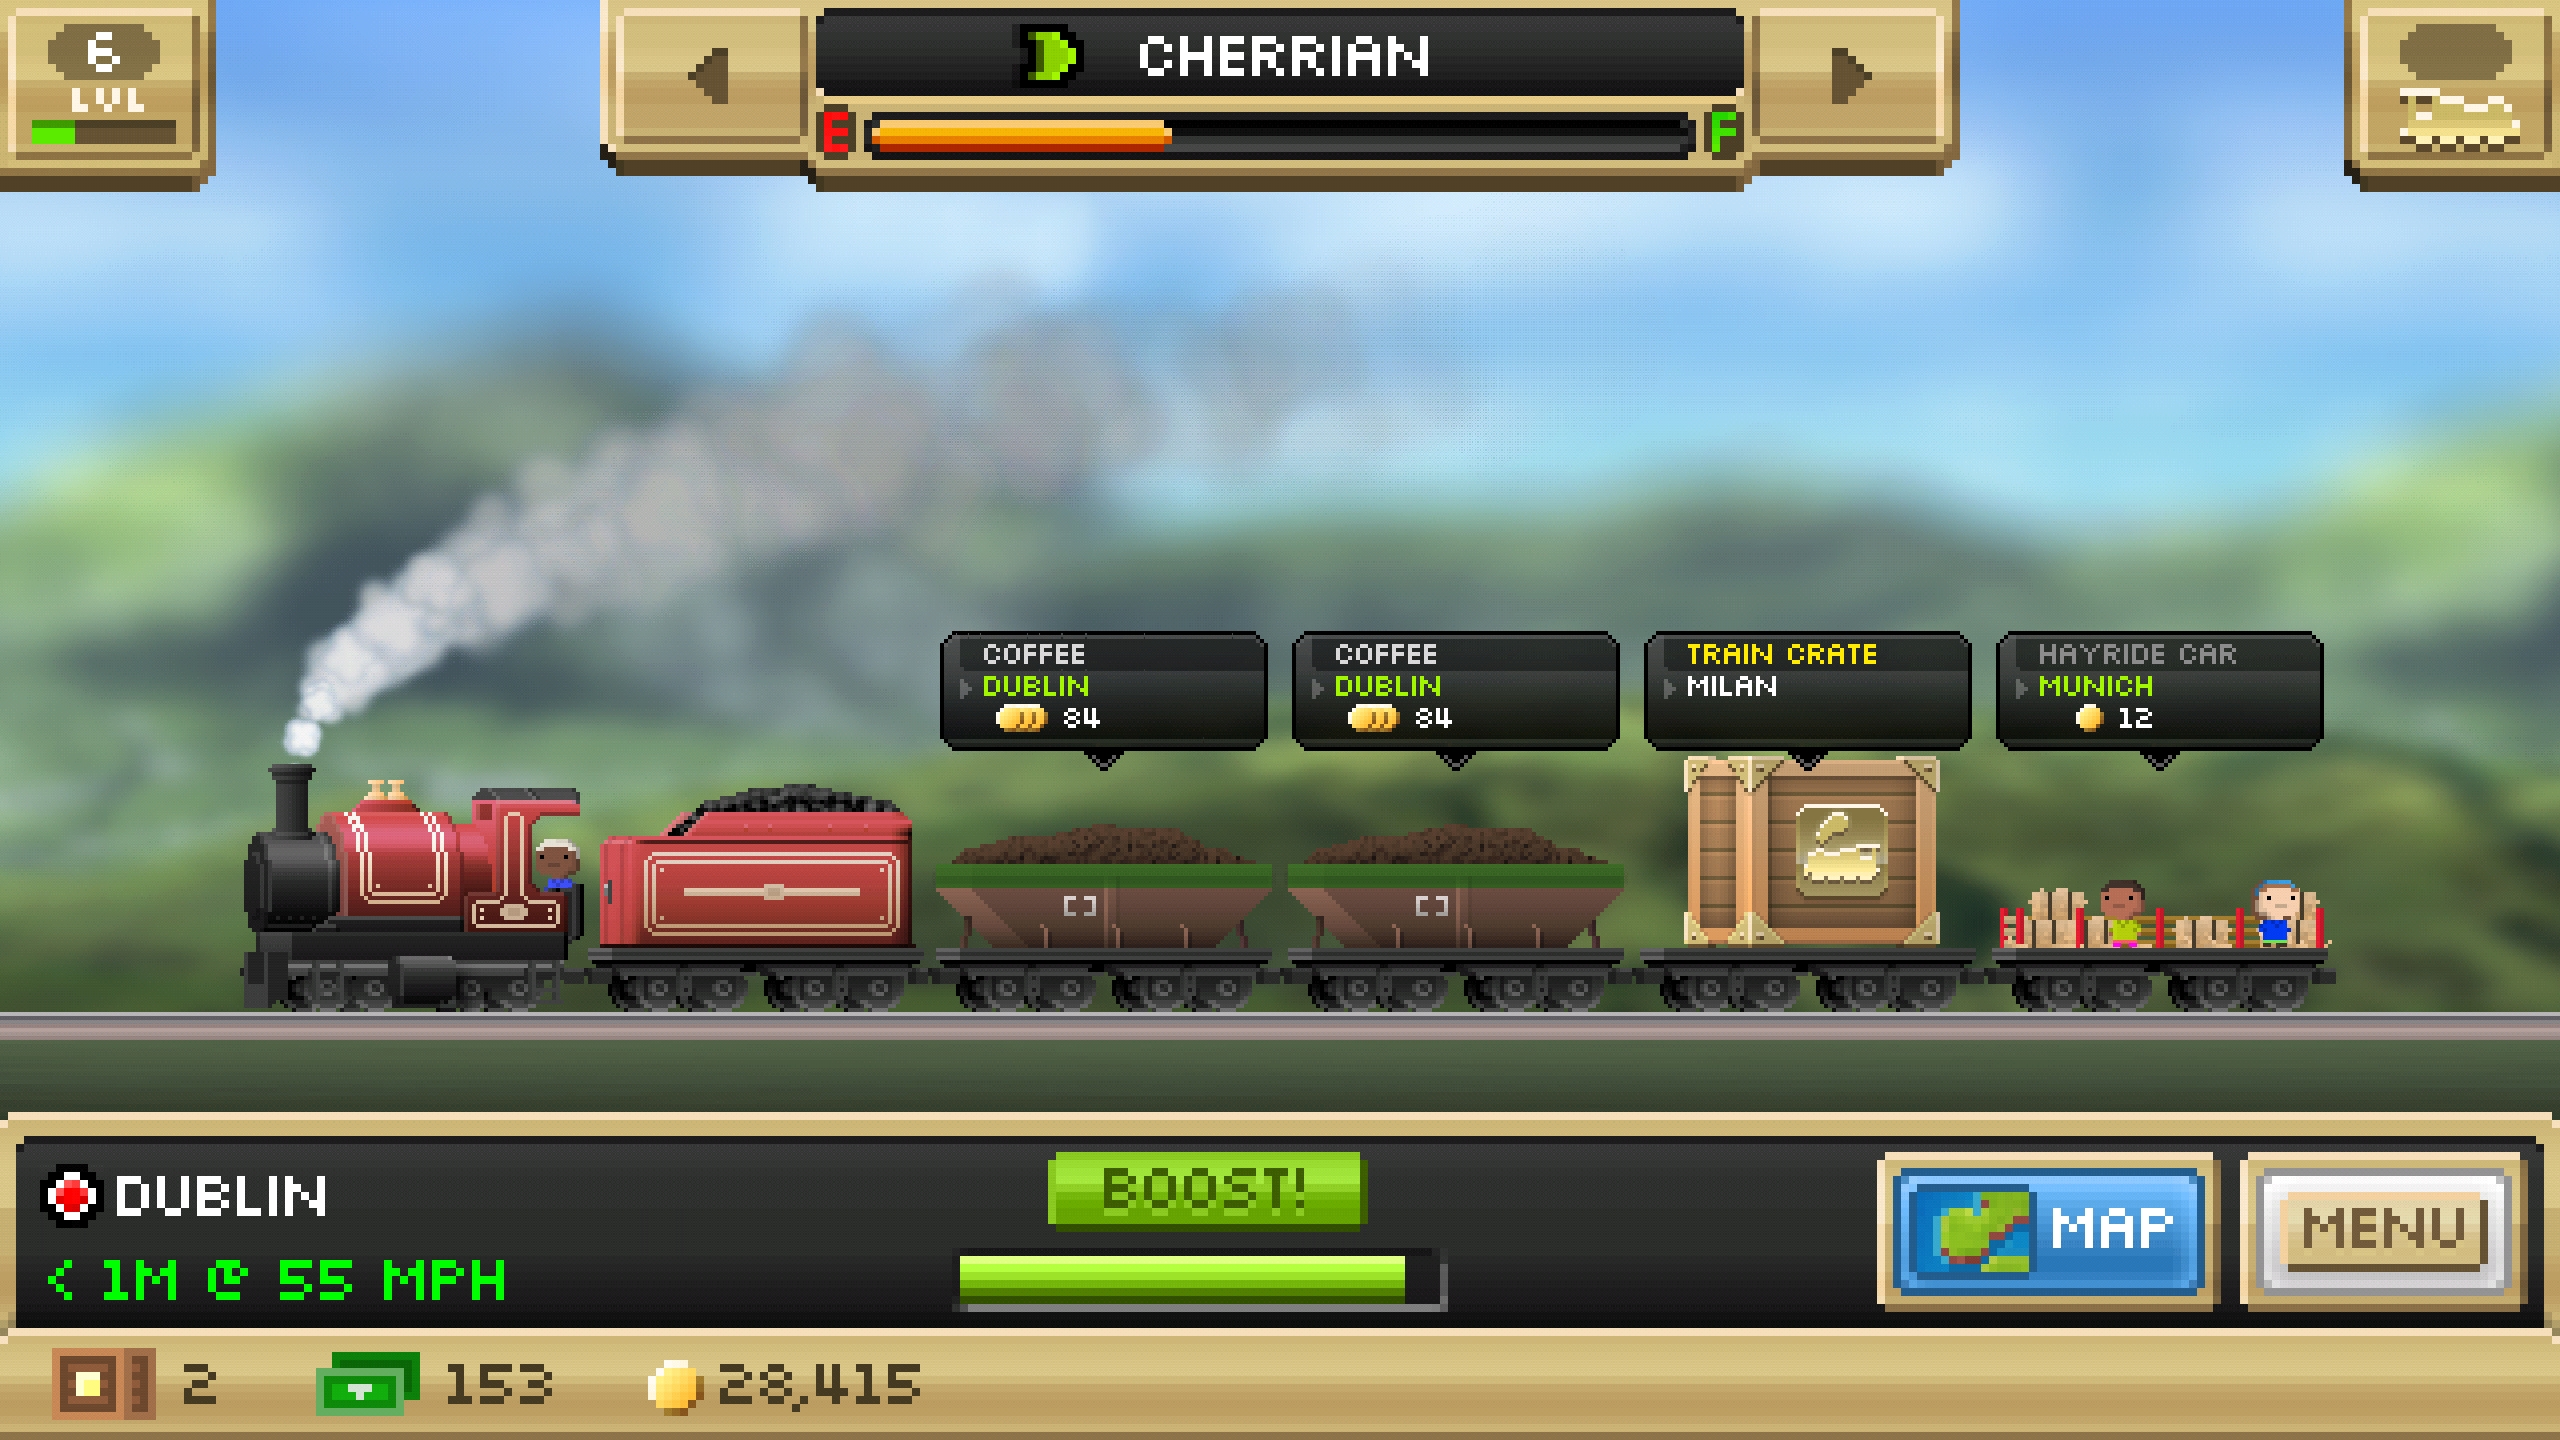 6
LVL
CHERRIAN
E F
COFFEE
DUBLIN
84
COFFEE
DUBLIN
84
TRAIN CRATE
MILAN
HAYRIDE CAR
MUNICH
12
DUBLIN
< 1M @ 55 MPH
BOOST!
MAP
MENU
2
153
28,415